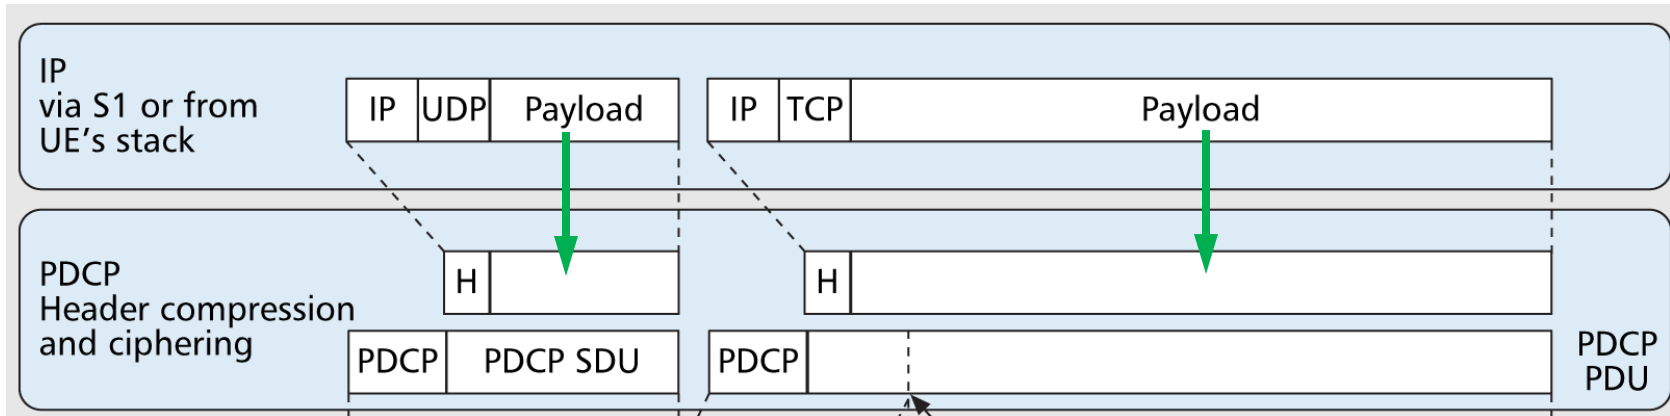 IP
via S1 or from
UE's stack
IP UDP Payload
IP TCP Payload
H
H
PDCP
Header compression
and ciphering
PDCP PDCP SDU
PDCP
PDCP
PDU